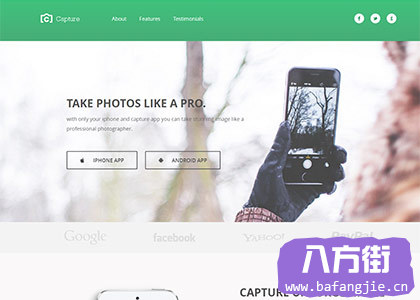 Capture
About Features Testimonials
TAKE PHOTOS LIKE A PRO.
with only your iphone and capture app you can take stunning image like a
professional photographer.
IPHONE APP ANDROID APP
Google facebook YAHOO! PayPal
八方街
www.bafangjie.cn
CAPTURE